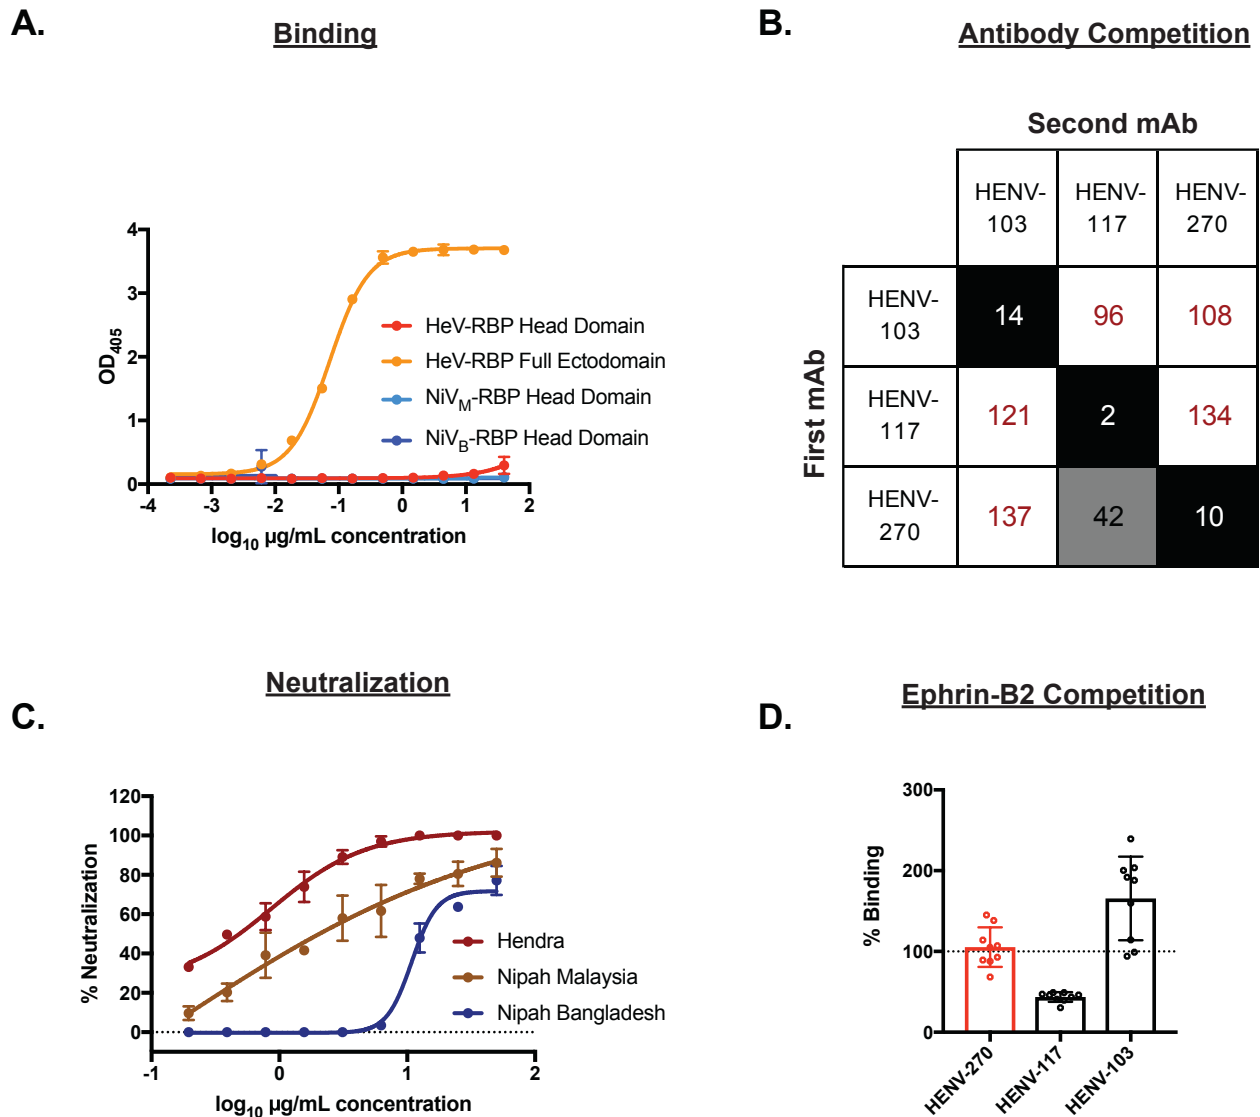 A.
Binding
4
3
2
1
0
OD405
-4 -3 -2 -1 0 1 2
log10 µg/mL concentration
HeV-RBP Head Domain
HeV-RBP Full Ectodomain
NiVM-RBP Head Domain
NiVB-RBP Head Domain
B.
Antibody Competition
Second mAb
First mAb
HENV-103 HENV-117 HENV-270
HENV-103 14 96 108
HENV-117 121 2 134
HENV-270 137 42 10
C.
Neutralization
120
100
80
60
40
20
0
% Neutralization
-1 0 1 2
log10 µg/mL concentration
Hendra
Nipah Malaysia
Nipah Bangladesh
D.
Ephrin-B2 Competition
300
200
100
0
% Binding
HENV-270 HENV-117 HENV-103